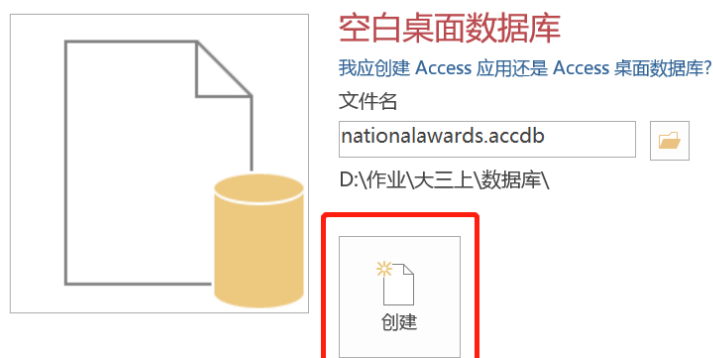 空白桌面数据库
我应创建 Access 应用还是 Access 桌面数据库?
文件名
nationalawards.accdb
D:\作业\大三上\数据库\
创建